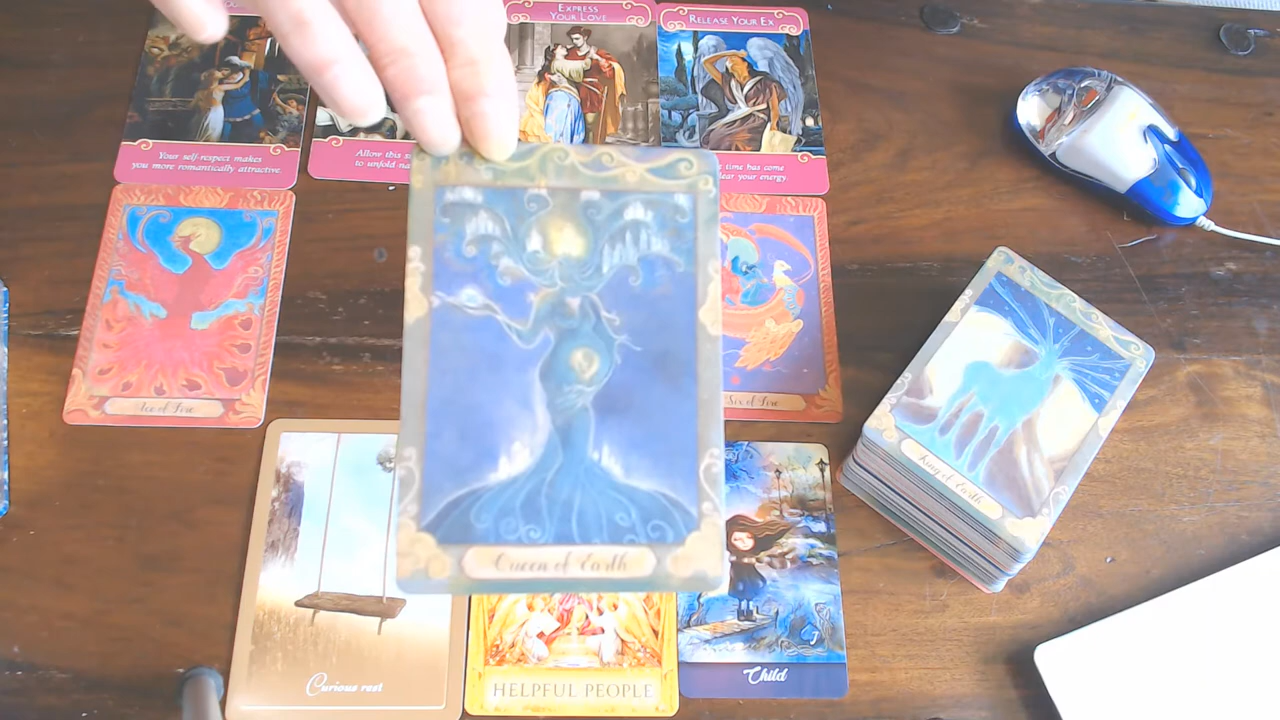 EXPRESS
YOUR LOVE
RELEASE YOUR EX
Your self-respect makes
you more romantically attractive.
Allow this
to unfold
time has come
clear your energy.
Ace of Fire
Six of Fire
King of Earth
Queen of Earth
Curious rest
HELPFUL PEOPLE
Child